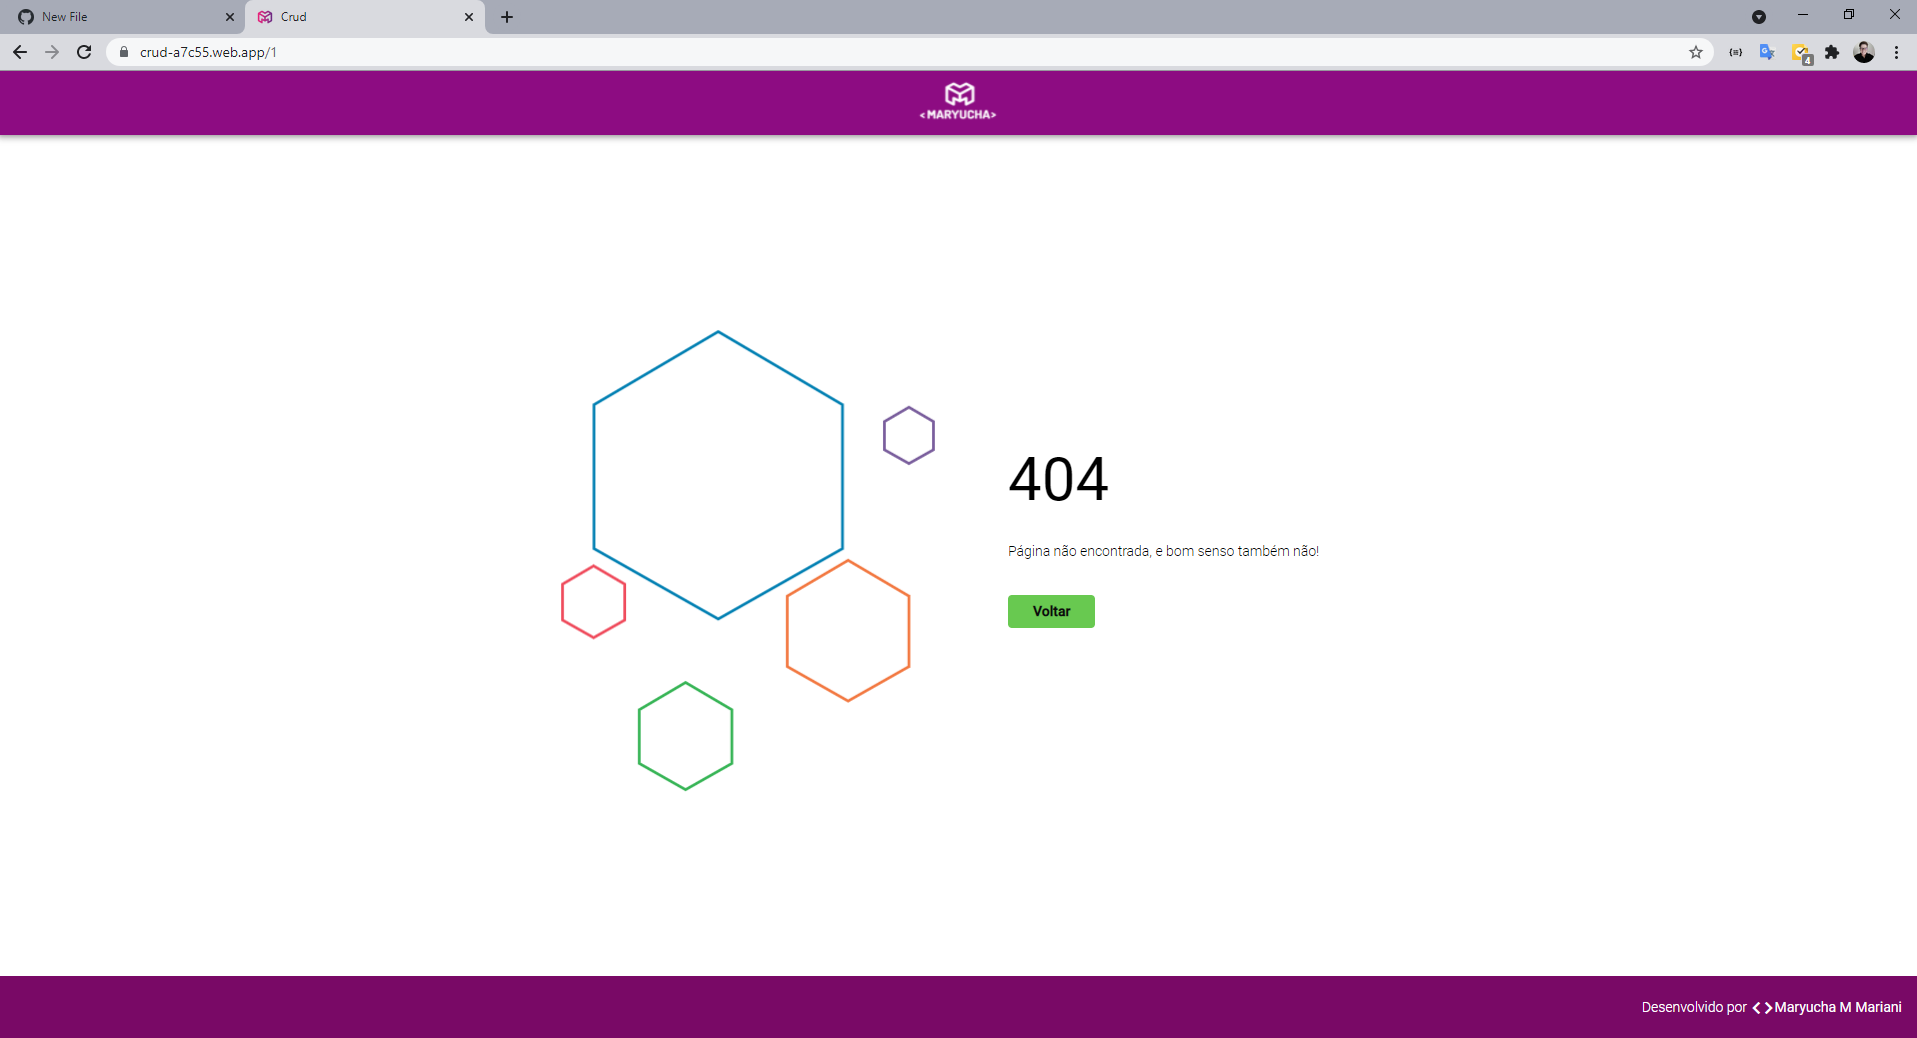 New File
Crud
crud-a7c55.web.app/1
4
<MARYUCHA>
404
Página não encontrada, e bom senso também não!
Voltar
Desenvolvido por <> Maryucha M Mariani